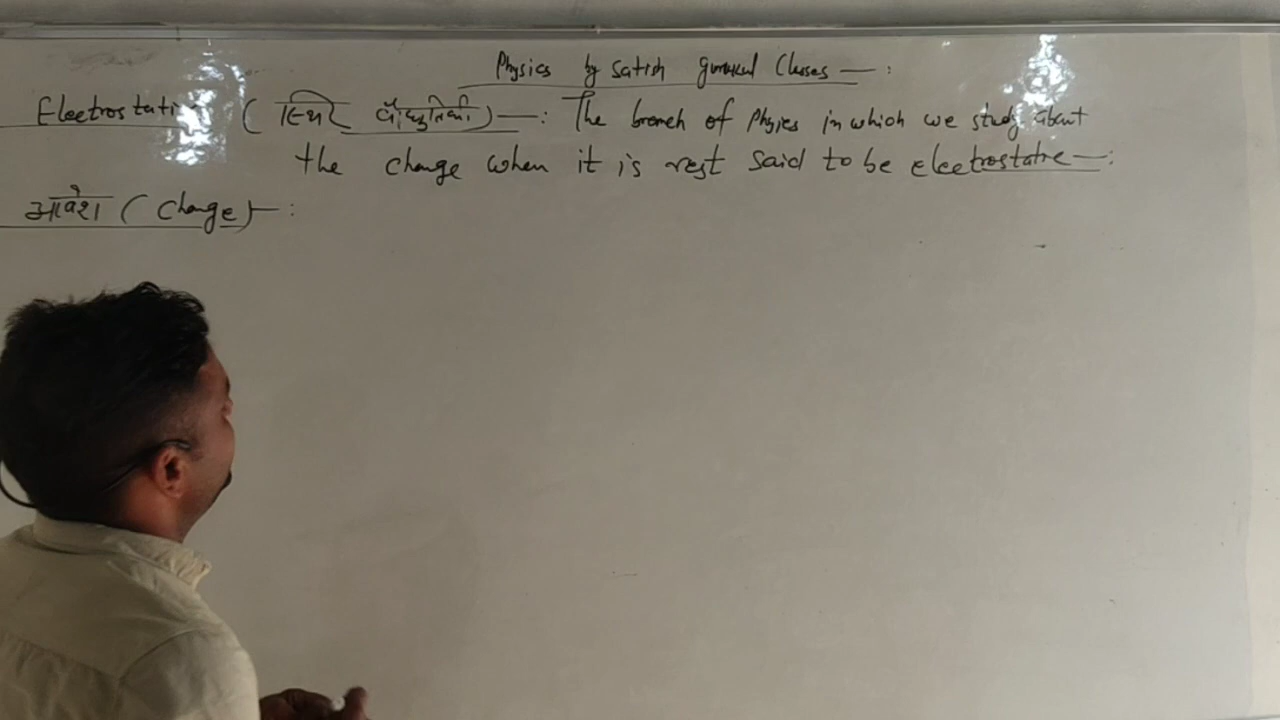 Physics by Satish gurukul Classes —:
Electrostatics ( स्थिर वैधुतिकी ) —: The branch of Physics in which we study about
the charge when it is rest said to be electrostatic —:
आवेश ( Charge ) —: